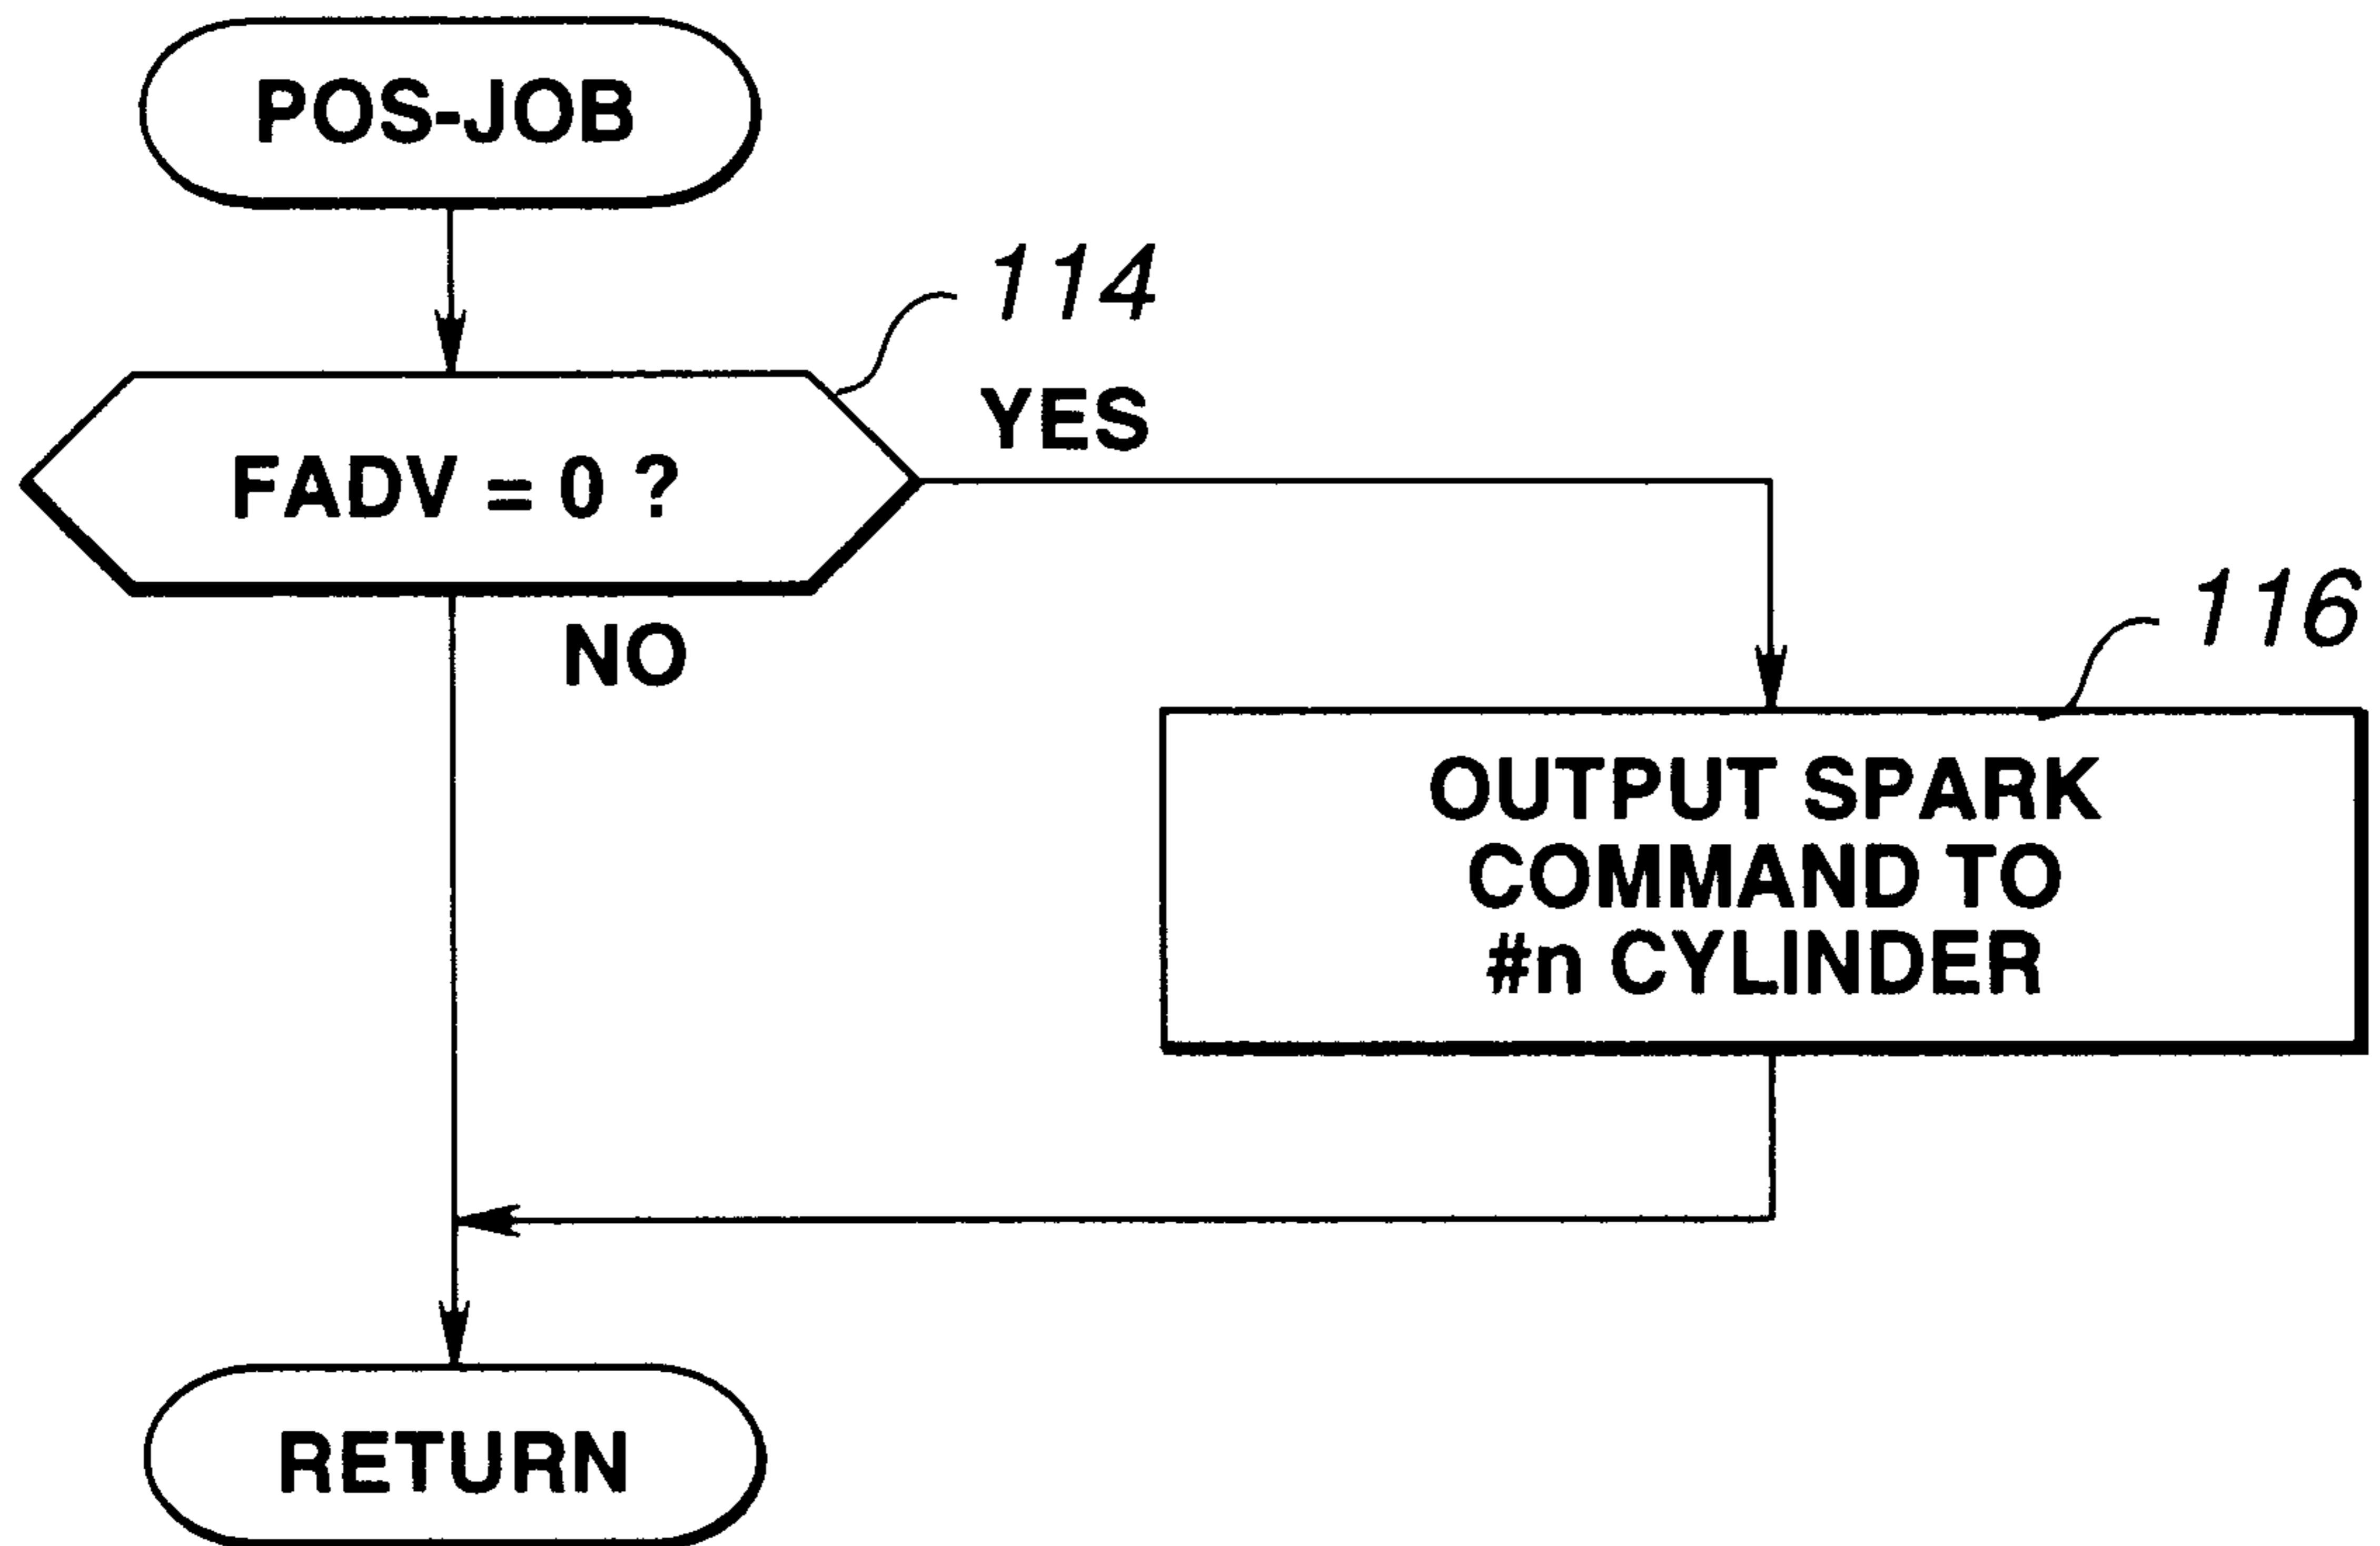 POS-JOB
114
YES
FADV = 0 ?
NO
116
OUTPUT SPARK
COMMAND TO
#n CYLINDER
RETURN